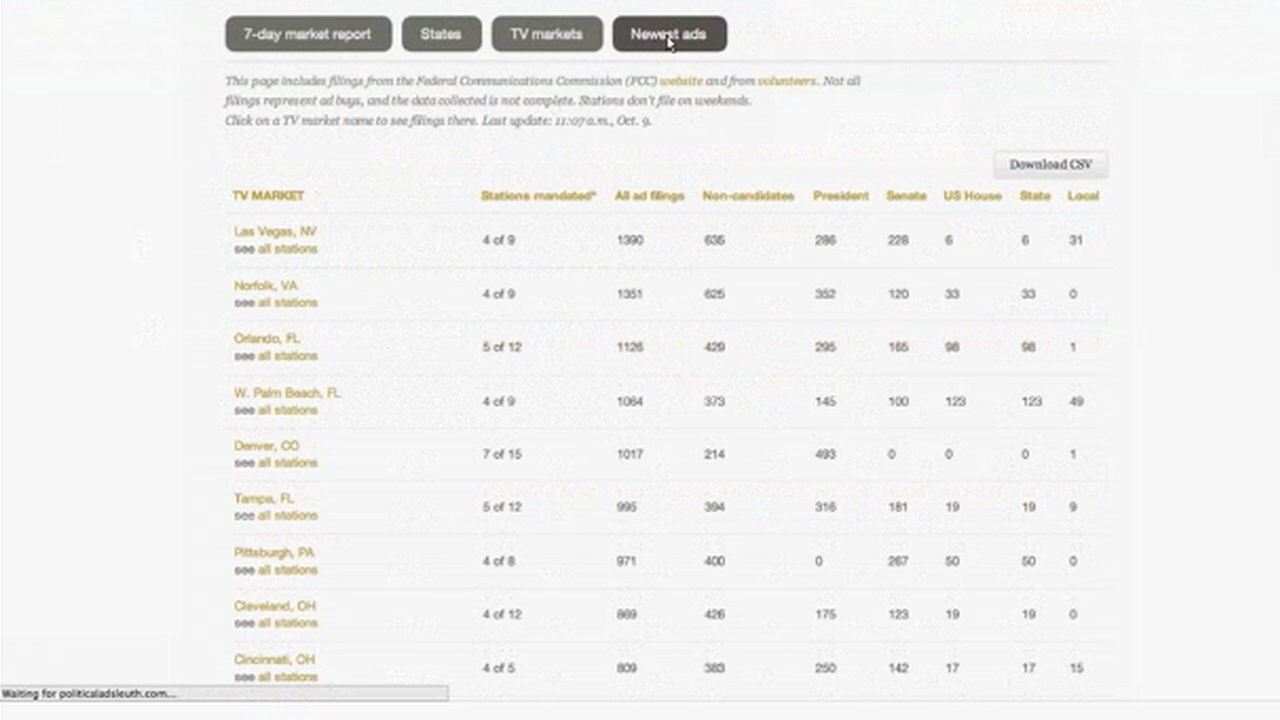 7-day market report States TV markets Newest ads
This page includes filings from the Federal Communications Commission (FCC) website and from volunteers. Not all
filings represent ad buys, and the data collected is not complete. Stations don't file on weekends.
Click on a TV market name to see filings there. Last update: 11:07 a.m., Oct. 9.
Download CSV
TV MARKET Stations mandated* All ad filings Non-candidates President Senate US House State Local
Las Vegas, NV
see all stations
4 of 9 1390 635 286 228 6 6 31
Norfolk, VA
see all stations
4 of 9 1351 625 352 120 33 33 0
Orlando, FL
see all stations
5 of 12 1126 429 295 165 98 98 1
W. Palm Beach, FL
see all stations
4 of 9 1064 373 145 100 123 123 49
Denver, CO
see all stations
7 of 15 1017 214 493 0 0 0 1
Tampa, FL
see all stations
5 of 12 995 394 316 181 19 19 9
Pittsburgh, PA
see all stations
4 of 8 971 400 0 267 50 50 0
Cleveland, OH
see all stations
4 of 12 869 426 175 123 19 19 0
Cincinnati, OH
see all stations
4 of 5 809 383 250 142 17 17 15
Waiting for politicaladsleuth.com...